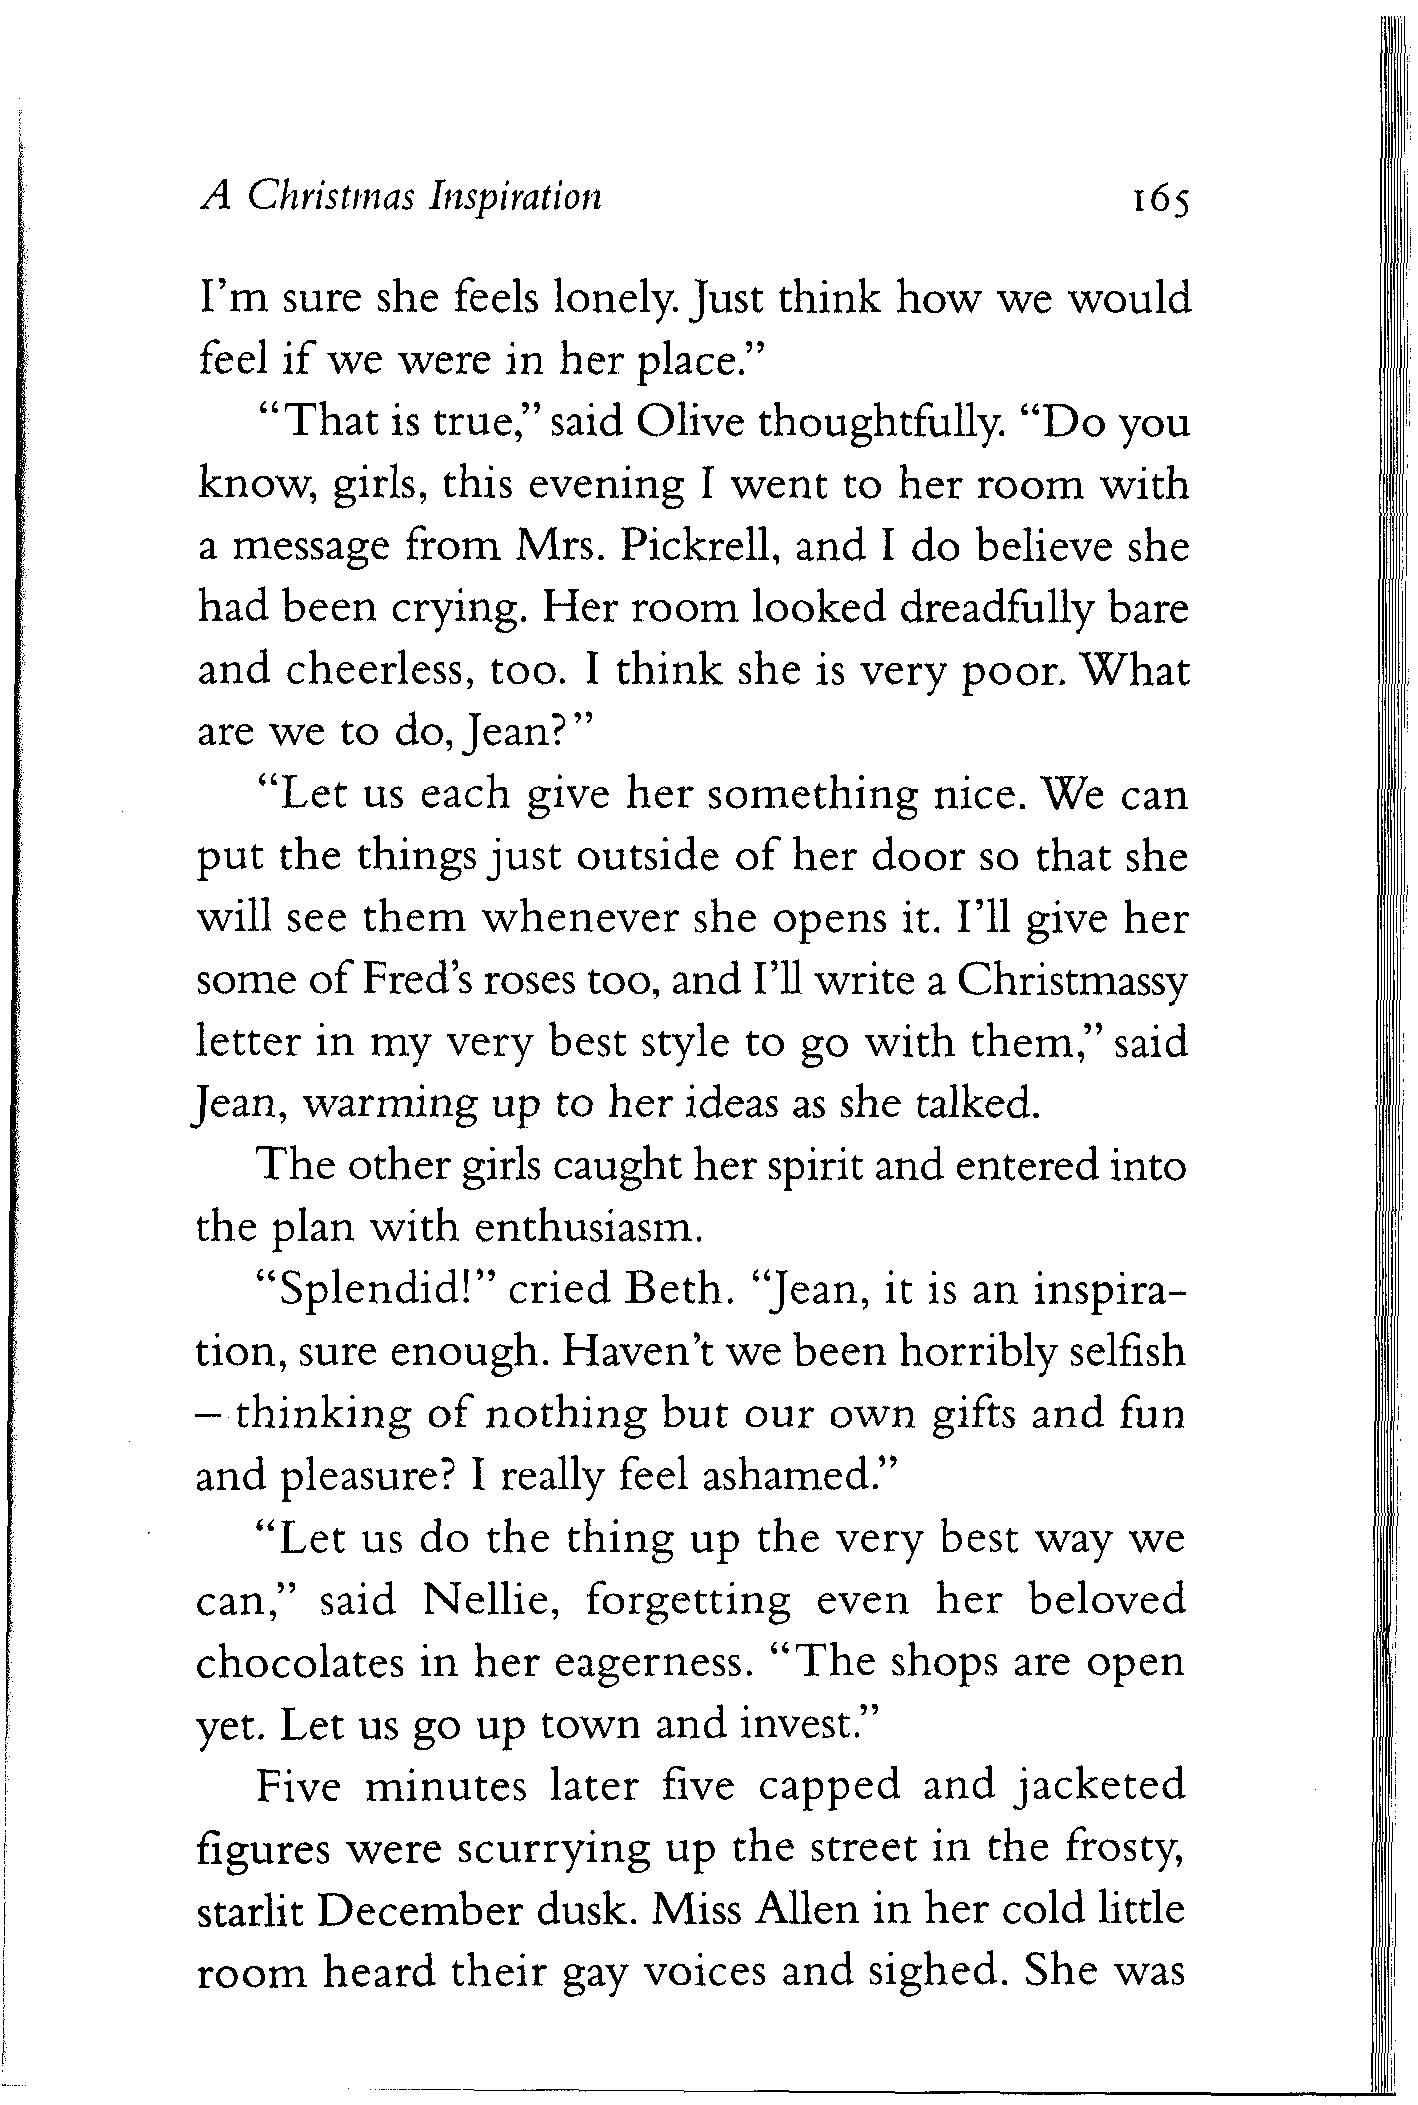 A Christmas Inspiration 165
I'm sure she feels lonely. Just think how we would
feel if we were in her place."
"That is true," said Olive thoughtfully. "Do you
know, girls, this evening I went to her room with
a message from Mrs. Pickrell, and I do believe she
had been crying. Her room looked dreadfully bare
and cheerless, too. I think she is very poor. What
are we to do, Jean?"
"Let us each give her something nice. We can
put the things just outside of her door so that she
will see them whenever she opens it. I'll give her
some of Fred's roses too, and I'll write a Christmassy
letter in my very best style to go with them," said
Jean, warming up to her ideas as she talked.
The other girls caught her spirit and entered into
the plan with enthusiasm.
"Splendid!" cried Beth. "Jean, it is an inspira-
tion, sure enough. Haven't we been horribly selfish
– thinking of nothing but our own gifts and fun
and pleasure? I really feel ashamed."
"Let us do the thing up the very best way we
can," said Nellie, forgetting even her beloved
chocolates in her eagerness. "The shops are open
yet. Let us go up town and invest."
Five minutes later five capped and jacketed
figures were scurrying up the street in the frosty,
starlit December dusk. Miss Allen in her cold little
room heard their gay voices and sighed. She was